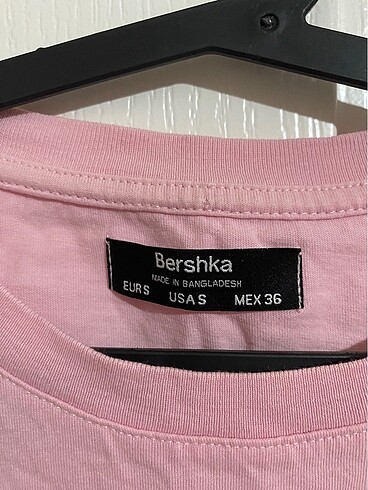 Bershka
MADE IN BANGLADESH
EUR S USA S MEX 36